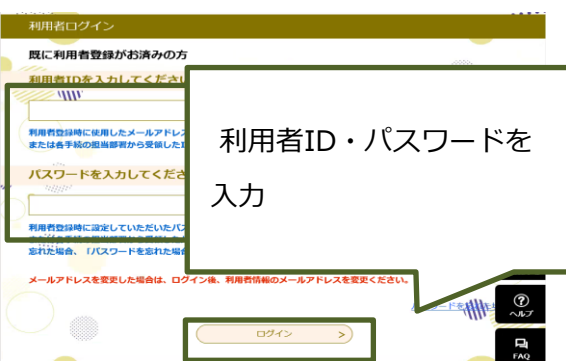 利用者ログイン
既に利用者登録がお済みの方
利用者IDを入力してください
利用者登録時に使用したメールアドレス
または各手続の担当部署から受領したI
パスワードを入力してくださ
利用者登録時に設定していただいたパス
忘れた場合、「パスワードを忘れた場合
メールアドレスを変更した場合は、ログイン後、利用者情報のメールアドレスを変更ください。
利用者ID・パスワードを
入力
ログイン >
?
ヘルプ
FAQ